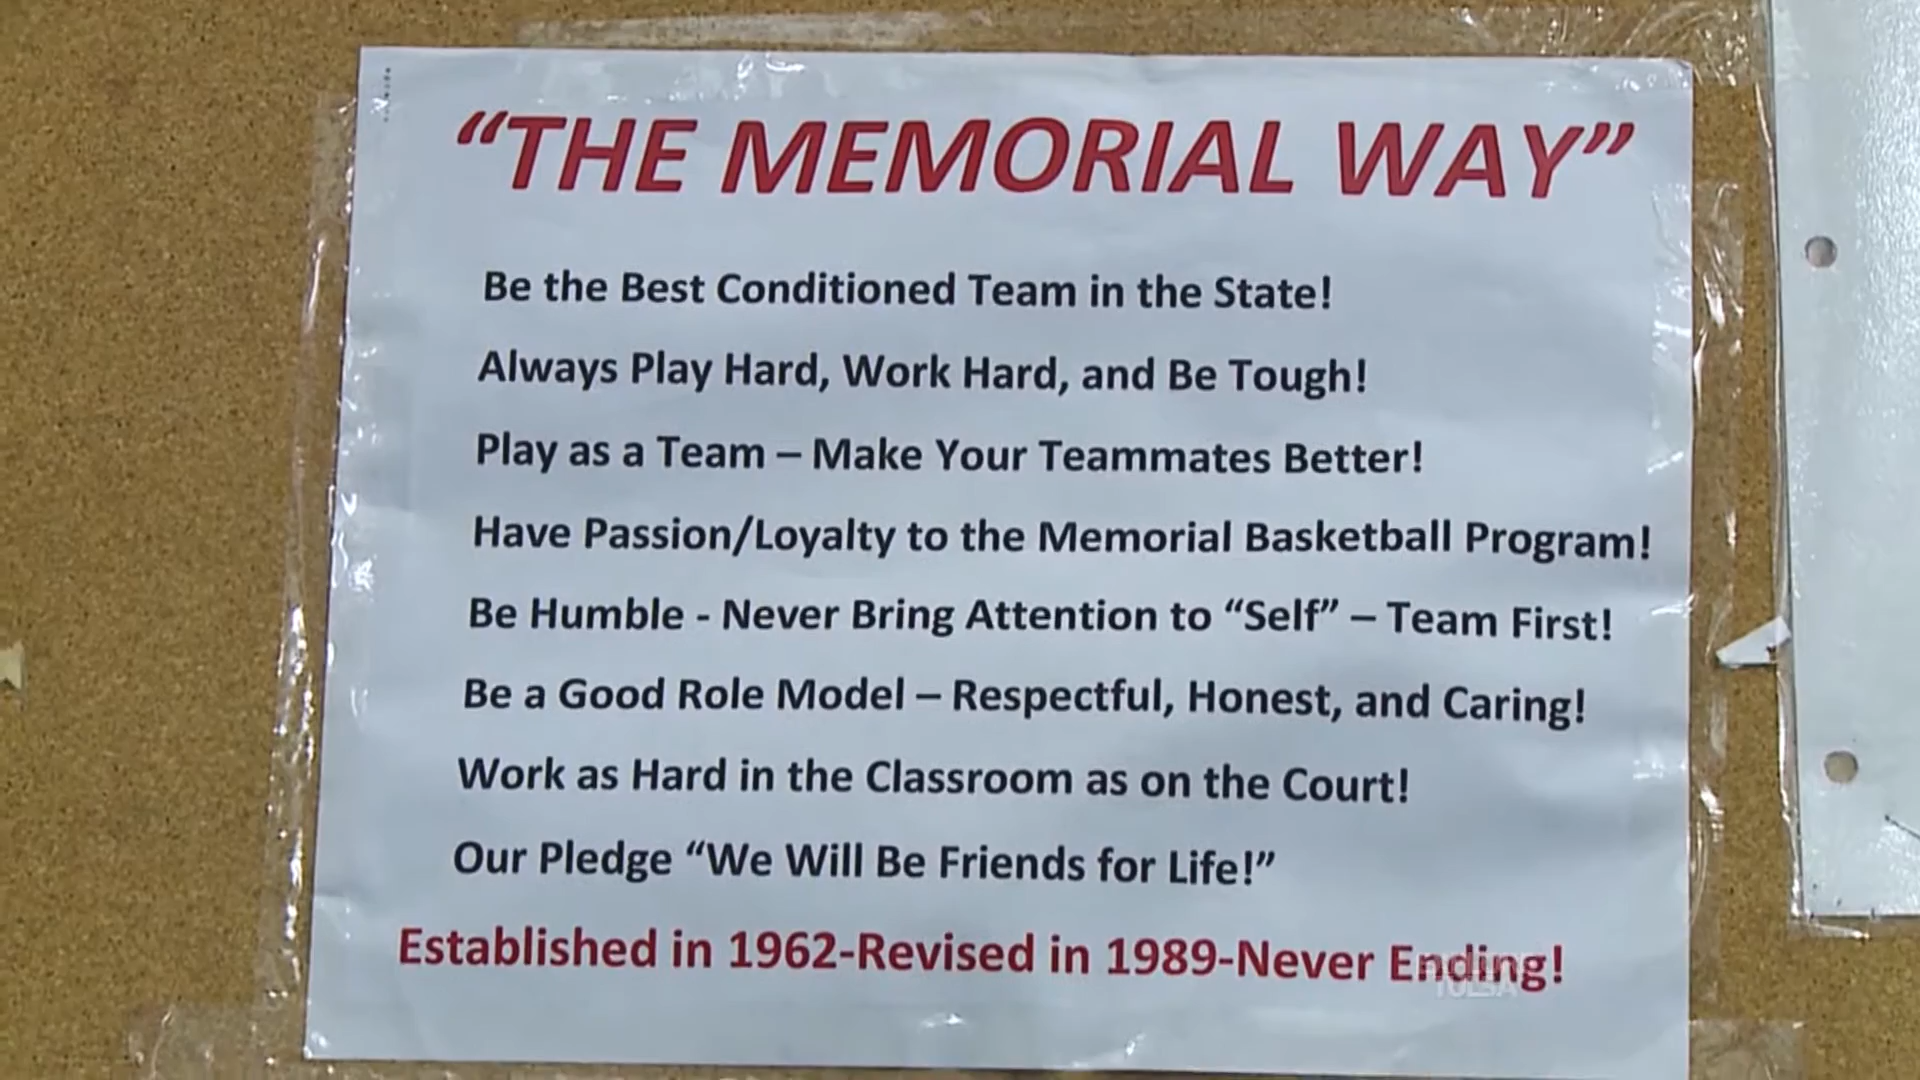 “THE MEMORIAL WAY”
Be the Best Conditioned Team in the State!
Always Play Hard, Work Hard, and Be Tough!
Play as a Team – Make Your Teammates Better!
Have Passion/Loyalty to the Memorial Basketball Program!
Be Humble - Never Bring Attention to “Self” – Team First!
Be a Good Role Model – Respectful, Honest, and Caring!
Work as Hard in the Classroom as on the Court!
Our Pledge “We Will Be Friends for Life!”
Established in 1962-Revised in 1989-Never Ending!
TULSA